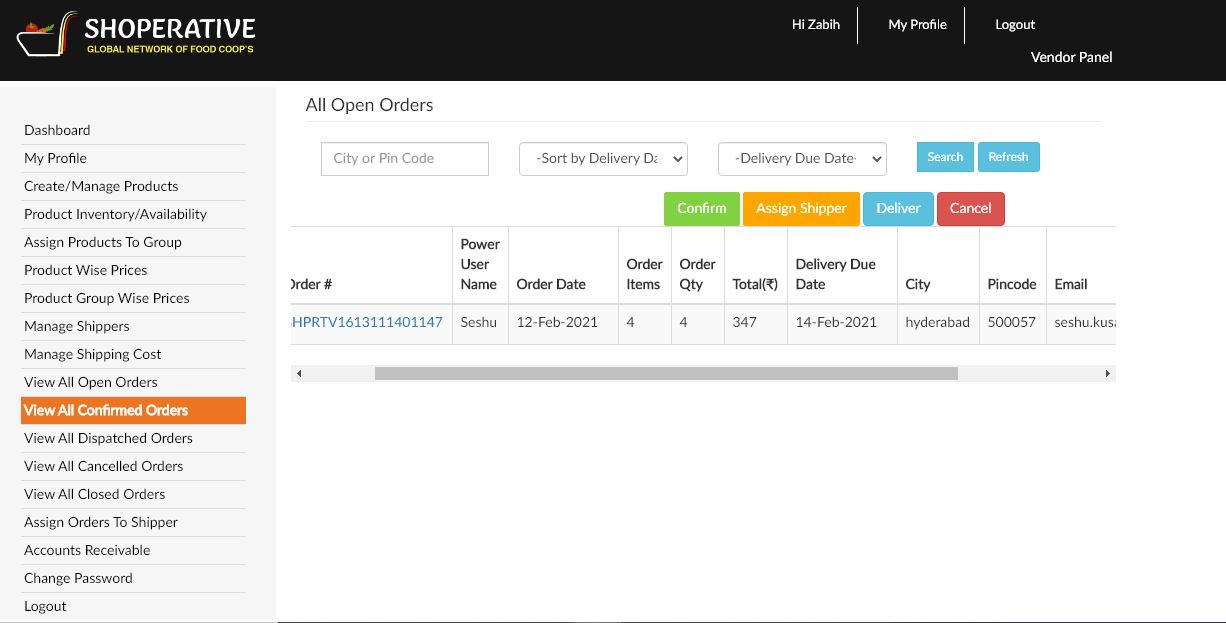 SHOPERATIVE
GLOBAL NETWORK OF FOOD COOP'S
Hi Zabih
My Profile
Logout
Vendor Panel
Dashboard
My Profile
Create/Manage Products
Product Inventory/Availability
Assign Products To Group
Product Wise Prices
Product Group Wise Prices
Manage Shippers
Manage Shipping Cost
View All Open Orders
View All Confirmed Orders
View All Dispatched Orders
View All Cancelled Orders
View All Closed Orders
Assign Orders To Shipper
Accounts Receivable
Change Password
Logout
All Open Orders
City or Pin Code
-Sort by Delivery Da
-Delivery Due Date-
Search
Refresh
Confirm
Assign Shipper
Deliver
Cancel
Order #
Power
User
Name
Order Date
Order
Items
Order
Qty
Total(₹)
Delivery Due
Date
City
Pincode
Email
HPRTV1613111401147
Seshu
12-Feb-2021
4
4
347
14-Feb-2021
hyderabad
500057
seshu.kusa